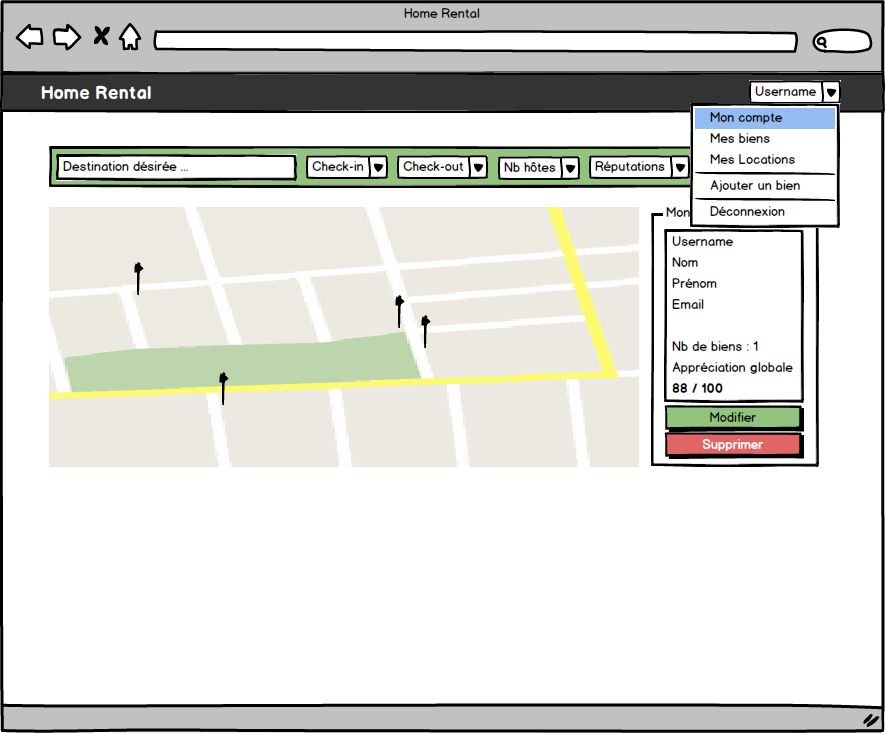 Home Rental
Home Rental
Username
Mon compte
Mes biens
Mes Locations
Ajouter un bien
Déconnexion
Destination désirée ...
Check-in
Check-out
Nb hôtes
Réputations
Mon
Username
Nom
Prénom
Email
Nb de biens : 1
Appréciation globale
88 / 100
Modifier
Supprimer